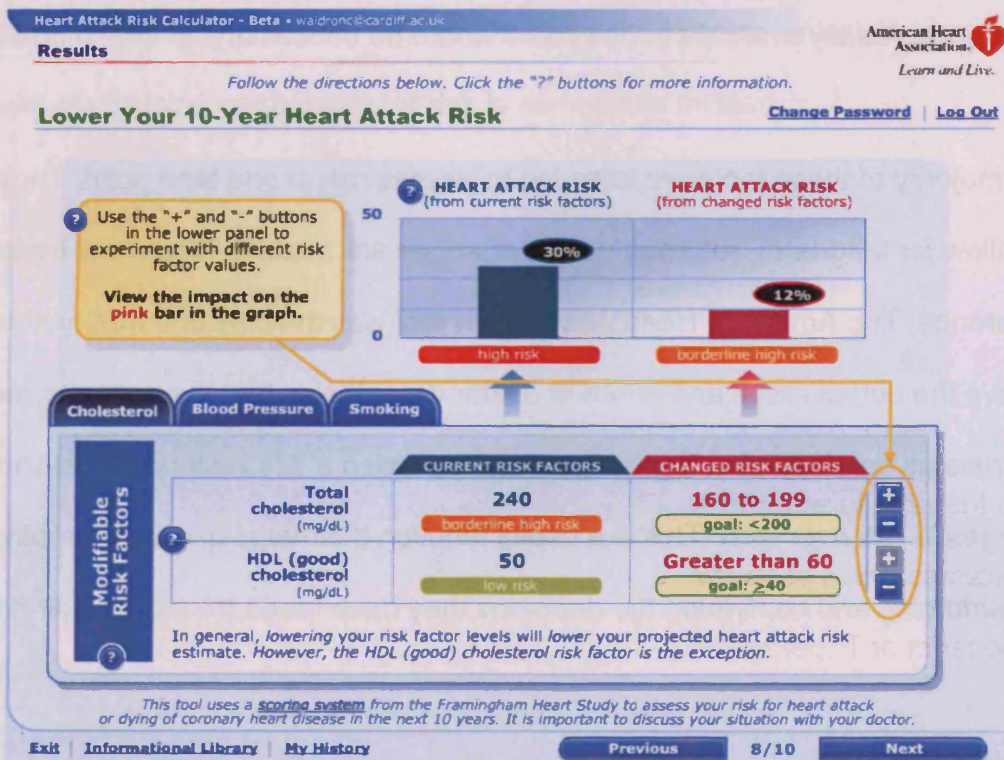 Heart Attack Risk Calculator - Beta • waldronc@cardiff.ac.uk
American Heart
Association.
Learn and Live.
Results
Follow the directions below. Click the "?" buttons for more information.
Lower Your 10-Year Heart Attack Risk
Change Password | Log Out
? Use the "+" and "-" buttons
in the lower panel to
experiment with different risk
factor values.
View the impact on the
pink bar in the graph.
? HEART ATTACK RISK
(from current risk factors)
HEART ATTACK RISK
(from changed risk factors)
50
30%
12%
0
high risk
borderline high risk
Cholesterol
Blood Pressure
Smoking
Modifiable
Risk Factors
?
CURRENT RISK FACTORS
CHANGED RISK FACTORS
Total
cholesterol
(mg/dL)
240
borderline high risk
160 to 199
goal: <200
+
-
?
HDL (good)
cholesterol
(mg/dL)
50
low risk
Greater than 60
goal: ≥40
+
-
In general, lowering your risk factor levels will lower your projected heart attack risk
estimate. However, the HDL (good) cholesterol risk factor is the exception.
This tool uses a scoring system from the Framingham Heart Study to assess your risk for heart attack
or dying of coronary heart disease in the next 10 years. It is important to discuss your situation with your doctor.
Exit | Informational Library | My History
Previous
8/10
Next